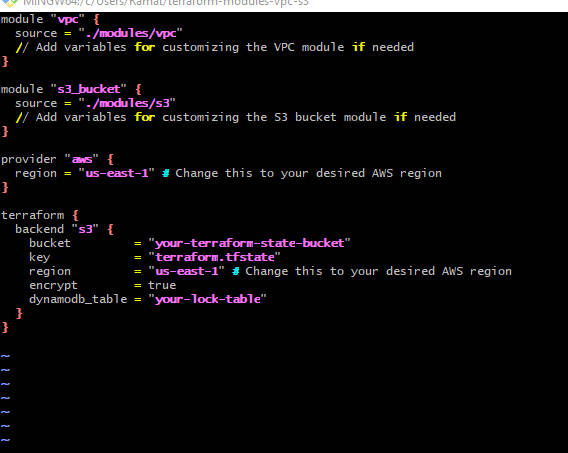 MINGW64:/c/Users/Kamal/terraform-modules-vpc-s3
module "vpc" {
  source = "./modules/vpc"
  // Add variables for customizing the VPC module if needed
}
module "s3_bucket" {
  source = "./modules/s3"
  // Add variables for customizing the S3 bucket module if needed
}
provider "aws" {
  region = "us-east-1" # Change this to your desired AWS region
}
terraform {
  backend "s3" {
    bucket         = "your-terraform-state-bucket"
    key            = "terraform.tfstate"
    region         = "us-east-1" # Change this to your desired AWS region
    encrypt        = true
    dynamodb_table = "your-lock-table"
  }
}
~
~
~
~
~
~
~